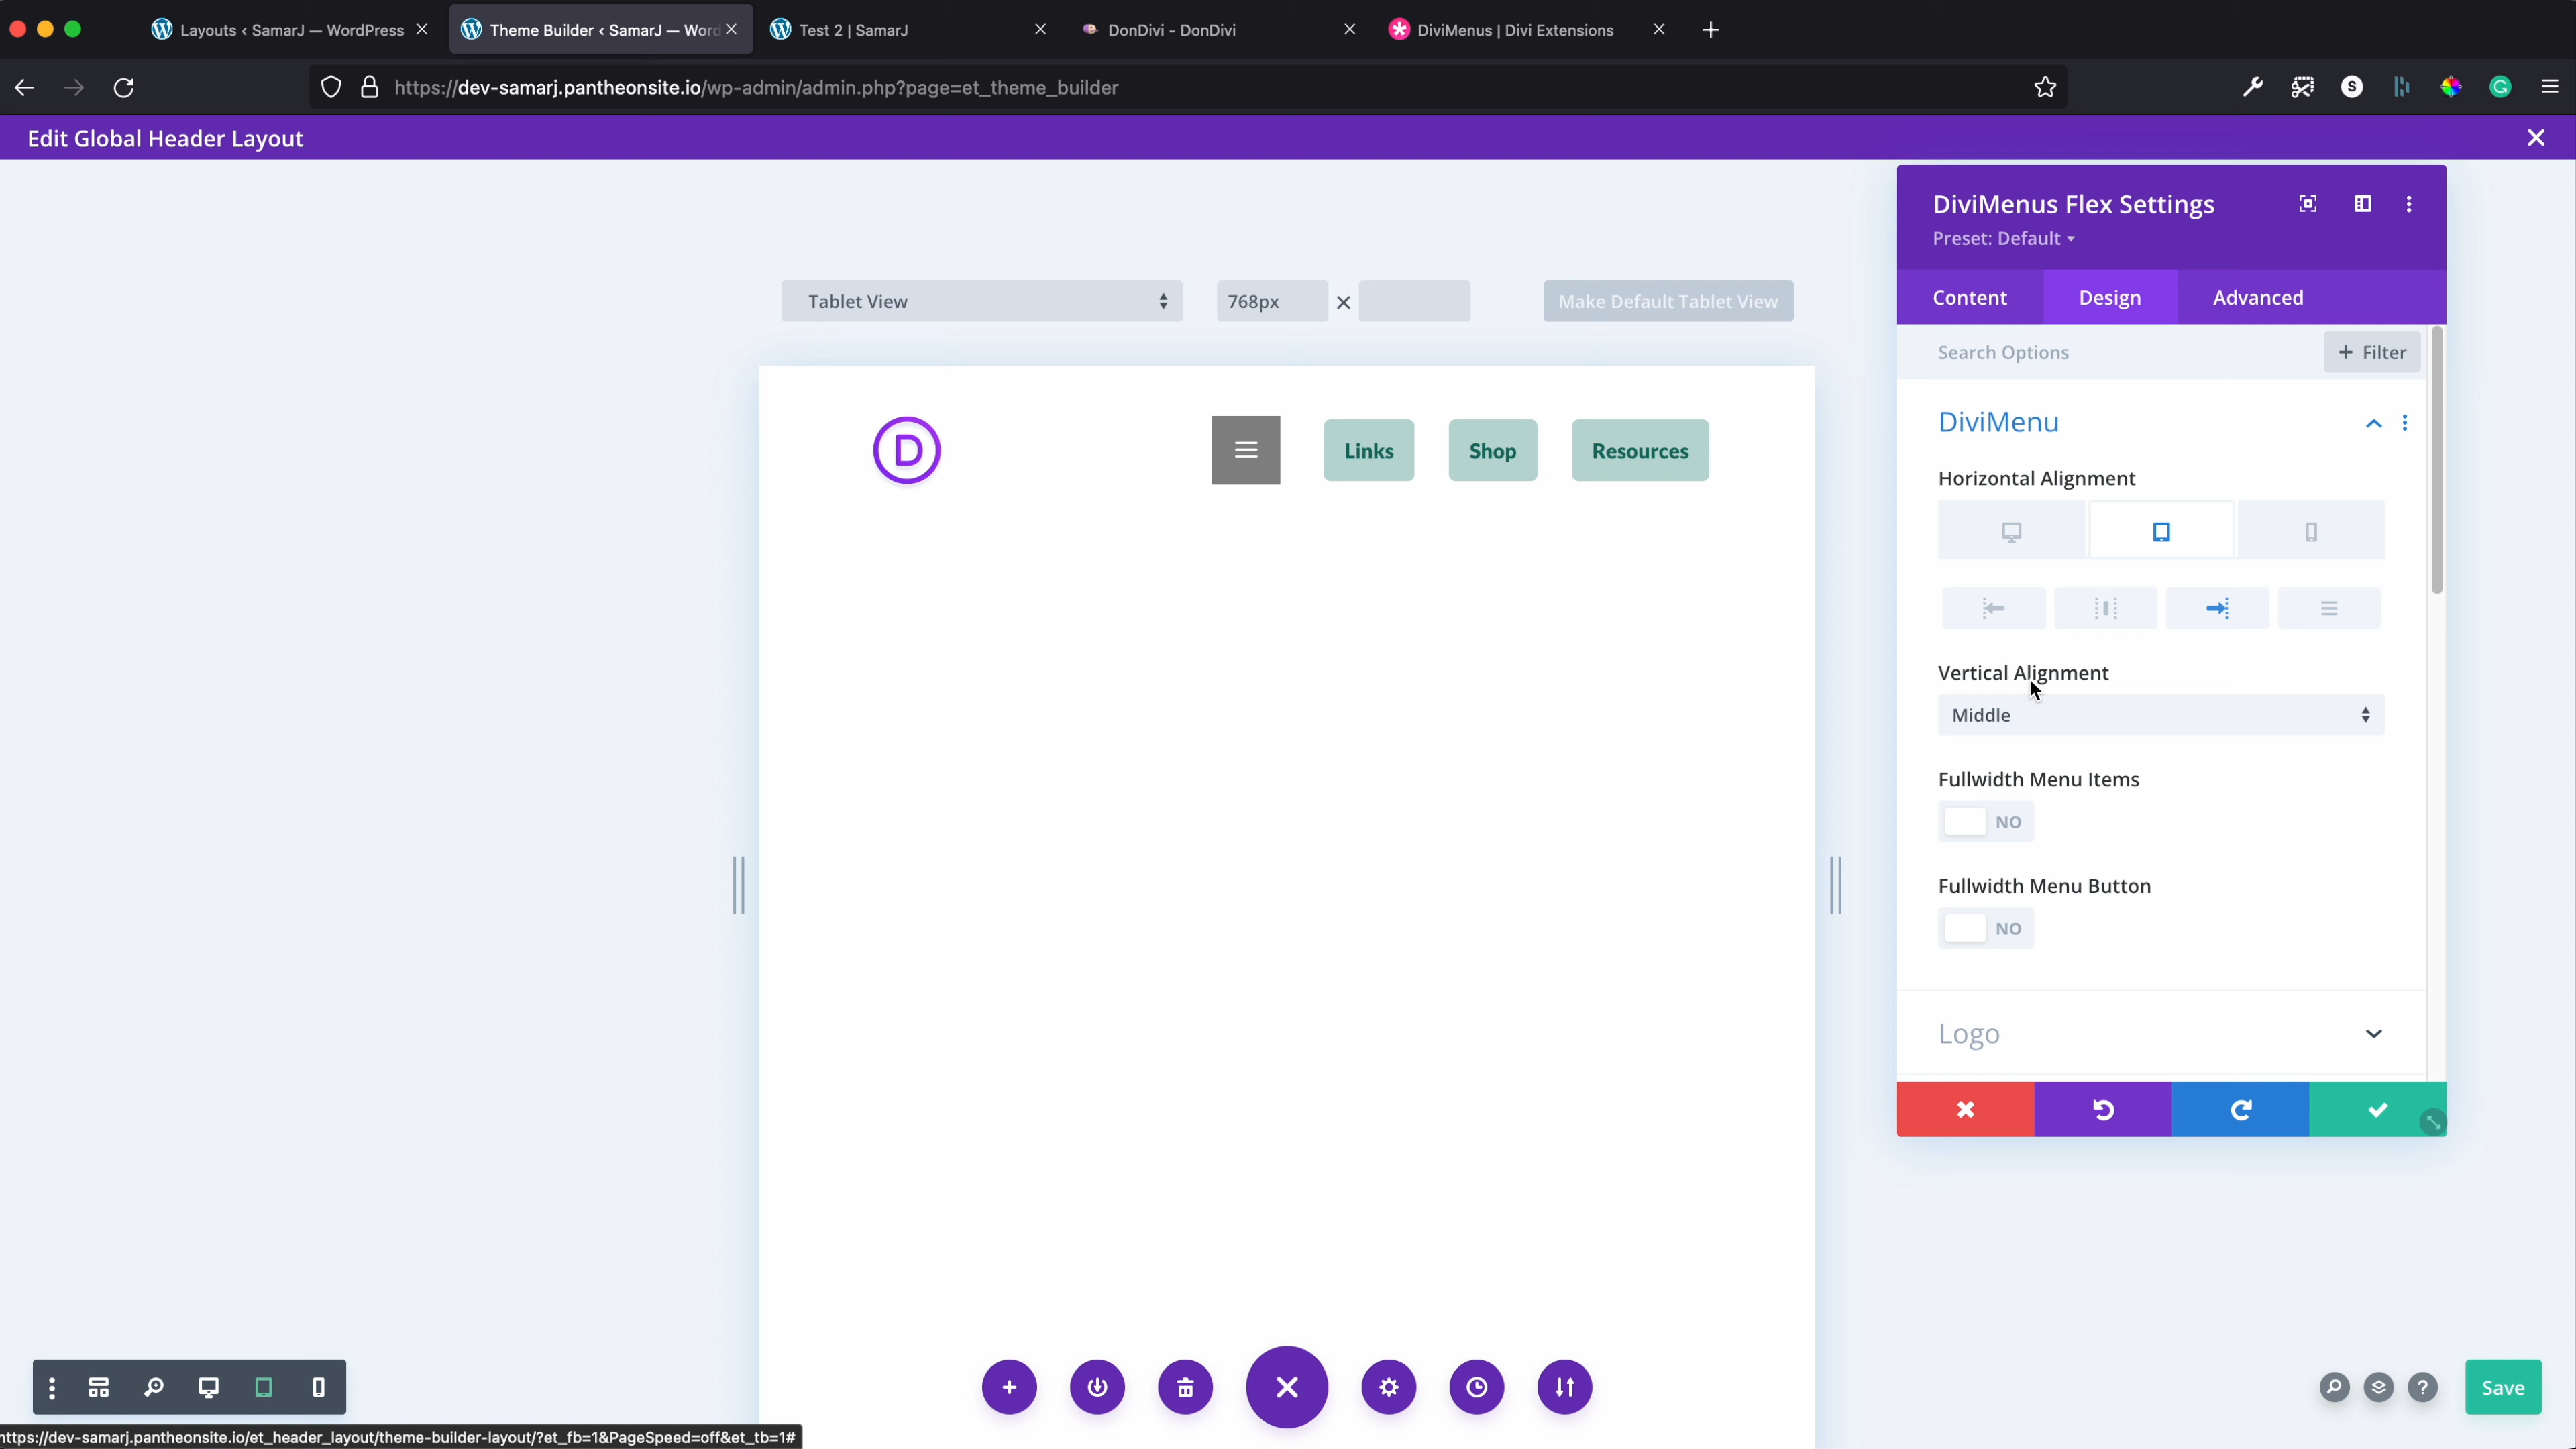 Layouts ‹ SamarJ — WordPress
Theme Builder ‹ SamarJ — Word
Test 2 | SamarJ
DonDivi - DonDivi
DiviMenus | Divi Extensions
https://dev-samarj.pantheonsite.io/wp-admin/admin.php?page=et_theme_builder
Edit Global Header Layout
DiviMenus Flex Settings
Preset: Default
Content
Design
Advanced
Tablet View
768px
Make Default Tablet View
Search Options
Filter
DiviMenu
Links
Shop
Resources
Horizontal Alignment
Vertical Alignment
Middle
Fullwidth Menu Items
NO
Fullwidth Menu Button
NO
Logo
Save
https://dev-samarj.pantheonsite.io/et_header_layout/theme-builder-layout/?et_fb=1&PageSpeed=off&et_tb=1#